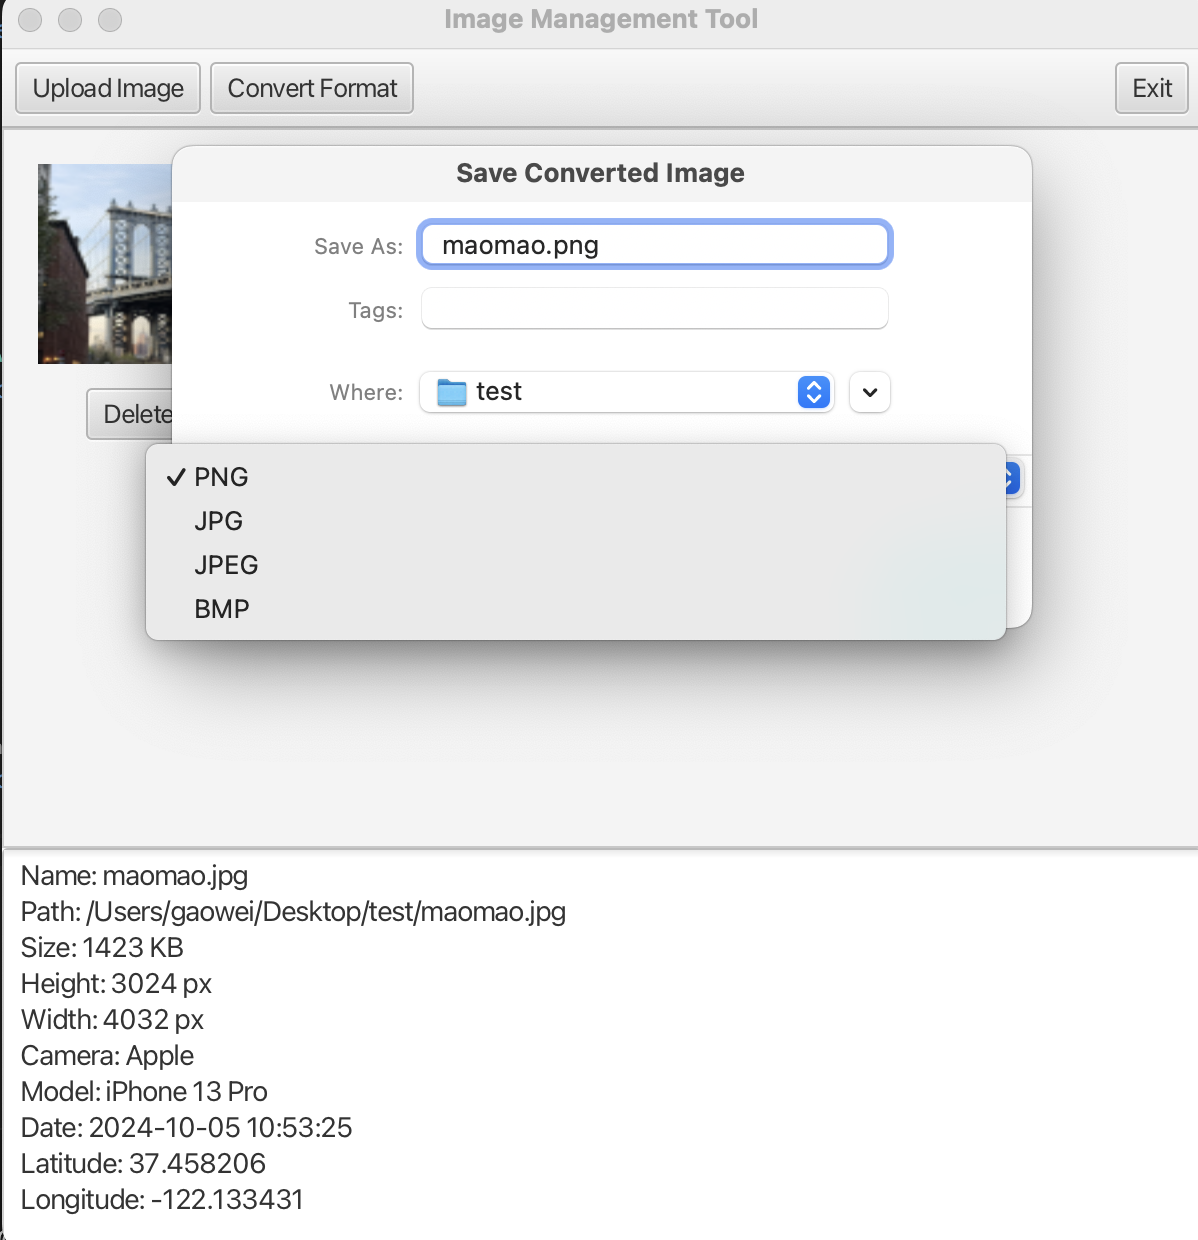 Image Management Tool
Upload Image
Convert Format
Exit
Save Converted Image
Save As: maomao.png
Tags:
Where: test
Delete
PNG
JPG
JPEG
BMP
Name: maomao.jpg
Path: /Users/gaowei/Desktop/test/maomao.jpg
Size: 1423 KB
Height: 3024 px
Width: 4032 px
Camera: Apple
Model: iPhone 13 Pro
Date: 2024-10-05 10:53:25
Latitude: 37.458206
Longitude: -122.133431